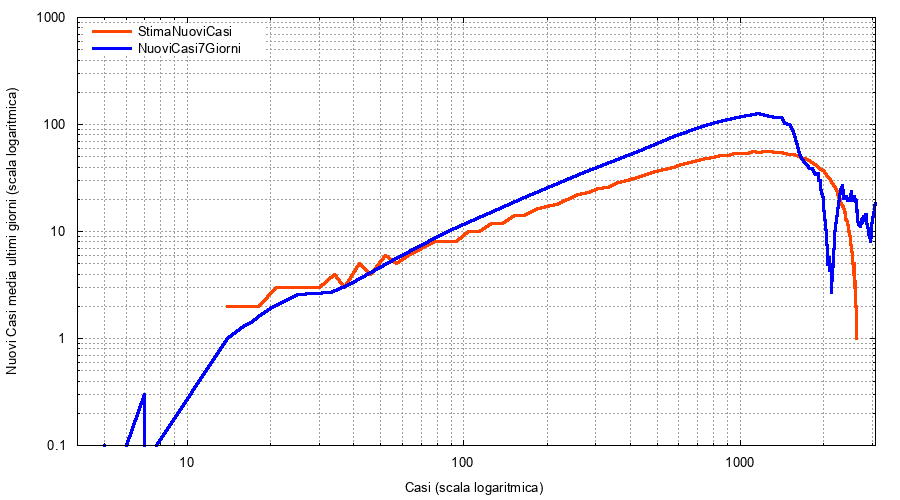 1000
100
10
1
0.1
Nuovi Casi media ultimi giorni (scala logaritmica)
StimaNuoviCasi
NuoviCasi7Giorni
10
100
1000
Casi (scala logaritmica)